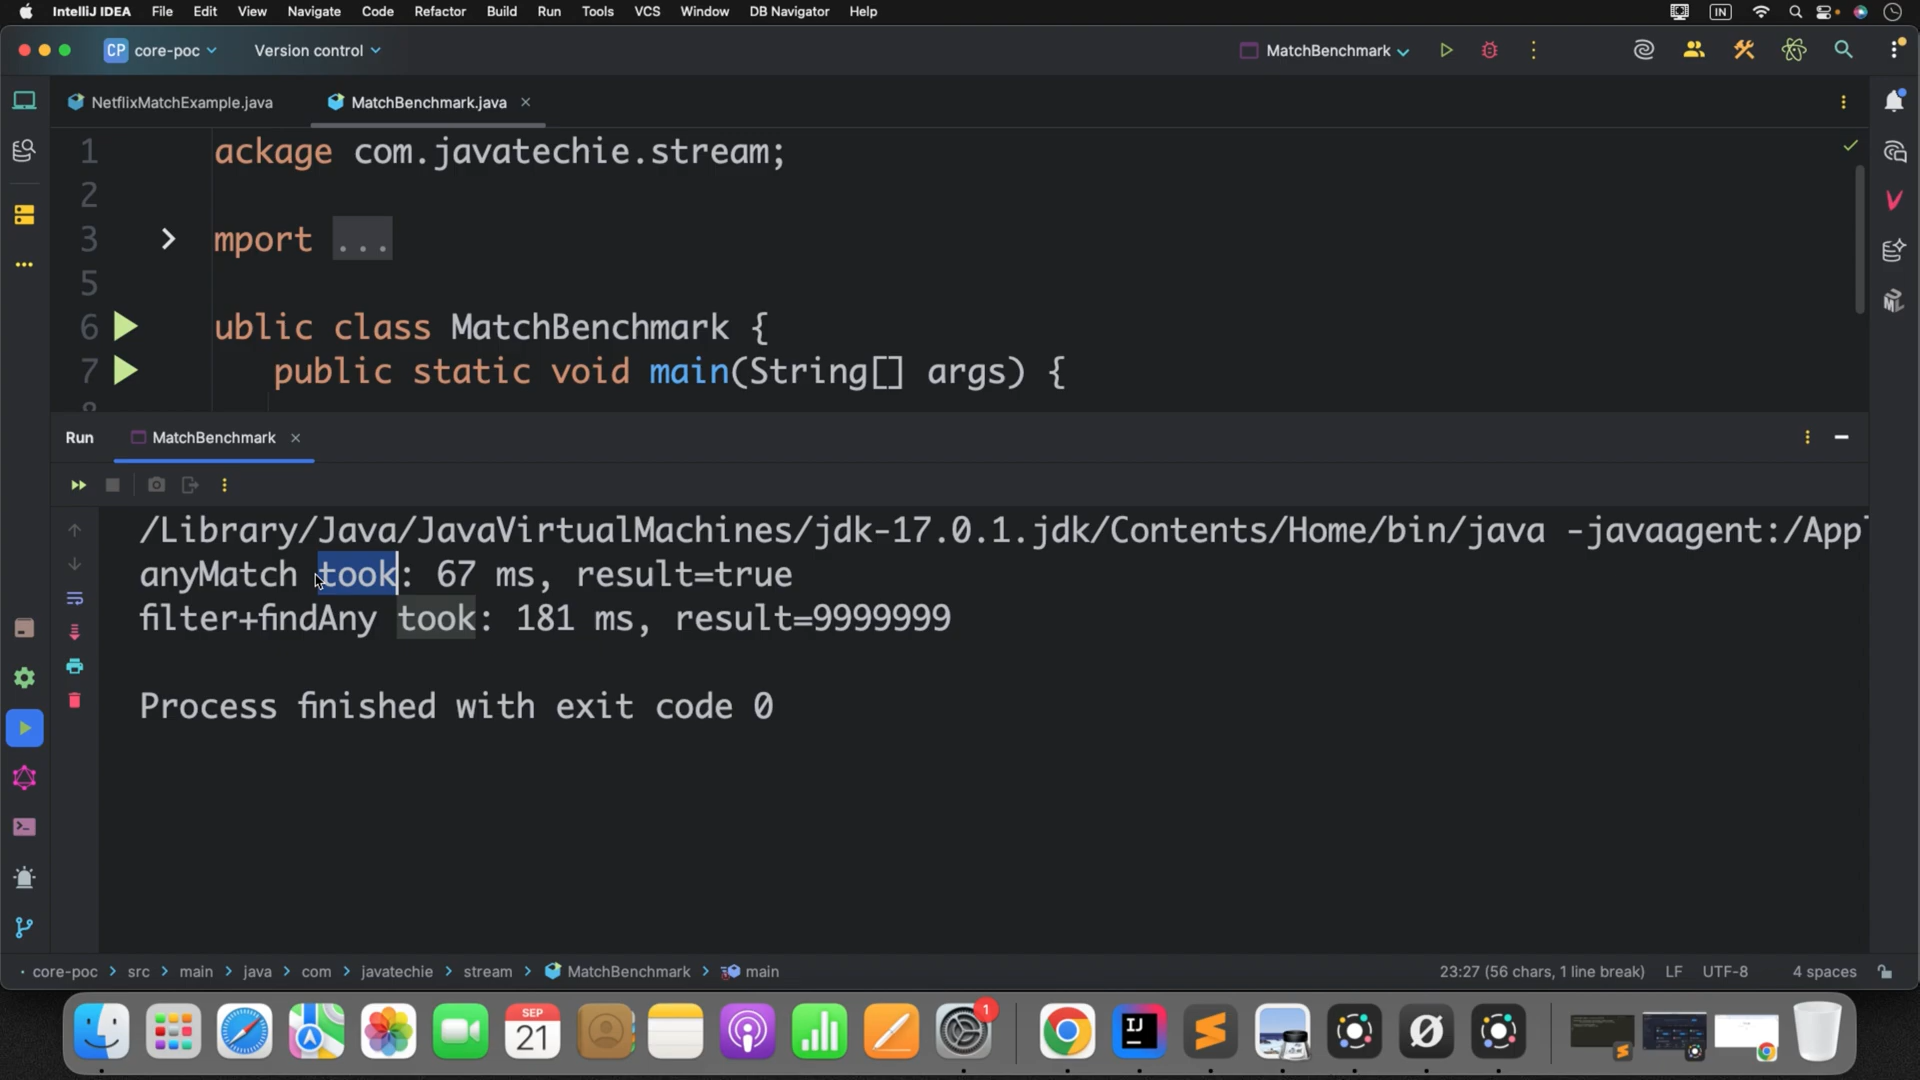 IntelliJ IDEA File Edit View Navigate Code Refactor Build Run Tools VCS Window DB Navigator Help IN
CP core-poc Version control MatchBenchmark
NetflixMatchExample.java MatchBenchmark.java
1 ackage com.javatechie.stream;
2
3 mport ...
5
6 ublic class MatchBenchmark {
7 public static void main(String[] args) {
8
Run MatchBenchmark
/Library/Java/JavaVirtualMachines/jdk-17.0.1.jdk/Contents/Home/bin/java -javaagent:/App
anyMatch took: 67 ms, result=true
filter+findAny took: 181 ms, result=9999999
Process finished with exit code 0
core-poc > src > main > java > com > javatechie > stream > MatchBenchmark > main 23:27 (56 chars, 1 line break) LF UTF-8 4 spaces
SEP
21
1
IJ